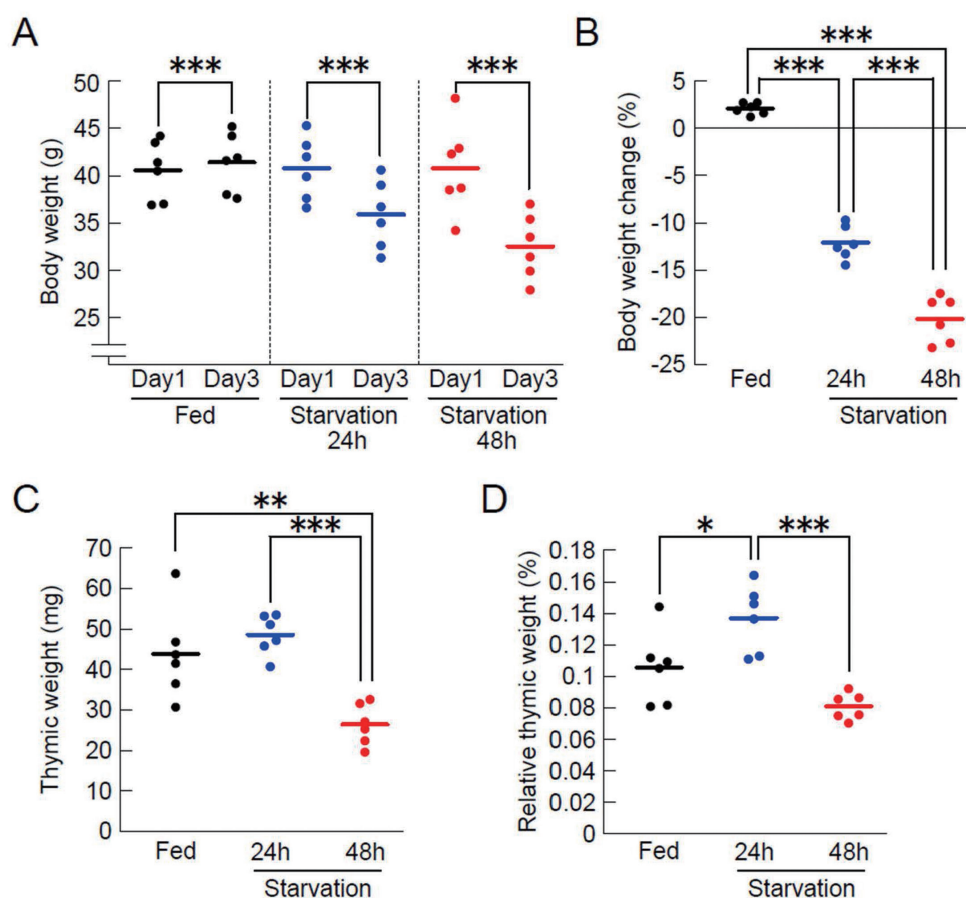 A
Body weight (g)
50
45
40
35
30
25
***
***
***
Day1 Day3 Day1 Day3 Day1 Day3
Fed
Starvation
24h
Starvation
48h
B
Body weight change (%)
5
0
-5
-10
-15
-20
-25
***
*** ***
Fed 24h 48h
Starvation
C
Thymic weight (mg)
70
60
50
40
30
20
10
0
**
***
Fed 24h 48h
Starvation
D
Relative thymic weight (%)
0.18
0.16
0.14
0.12
0.1
0.08
0.06
0.04
0.02
0
* ***
Fed 24h 48h
Starvation